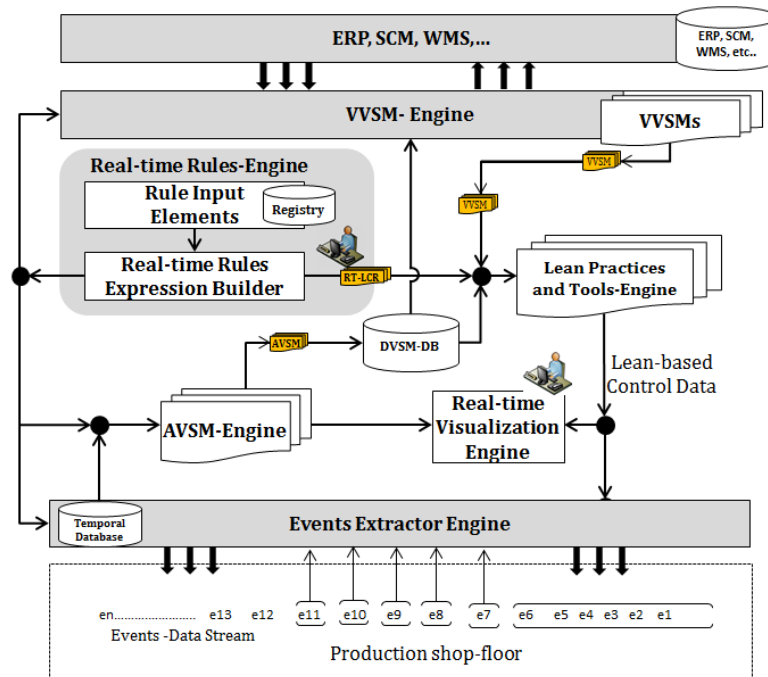 ERP, SCM, WMS,...
ERP, SCM,
WMS, etc..
VVSM- Engine
VVSMs
VVSM
VVSM
Real-time Rules-Engine
Rule Input
Elements
Registry
Real-time Rules
Expression Builder
RT-LCR
Lean Practices
and Tools-Engine
AVSM
DVSM-DB
Lean-based
Control Data
AVSM-Engine
Real-time
Visualization
Engine
Temporal
Database
Events Extractor Engine
en........................ e13 e12 e11 e10 e9 e8 e7 e6 e5 e4 e3 e2 e1
Events -Data Stream
Production shop-floor